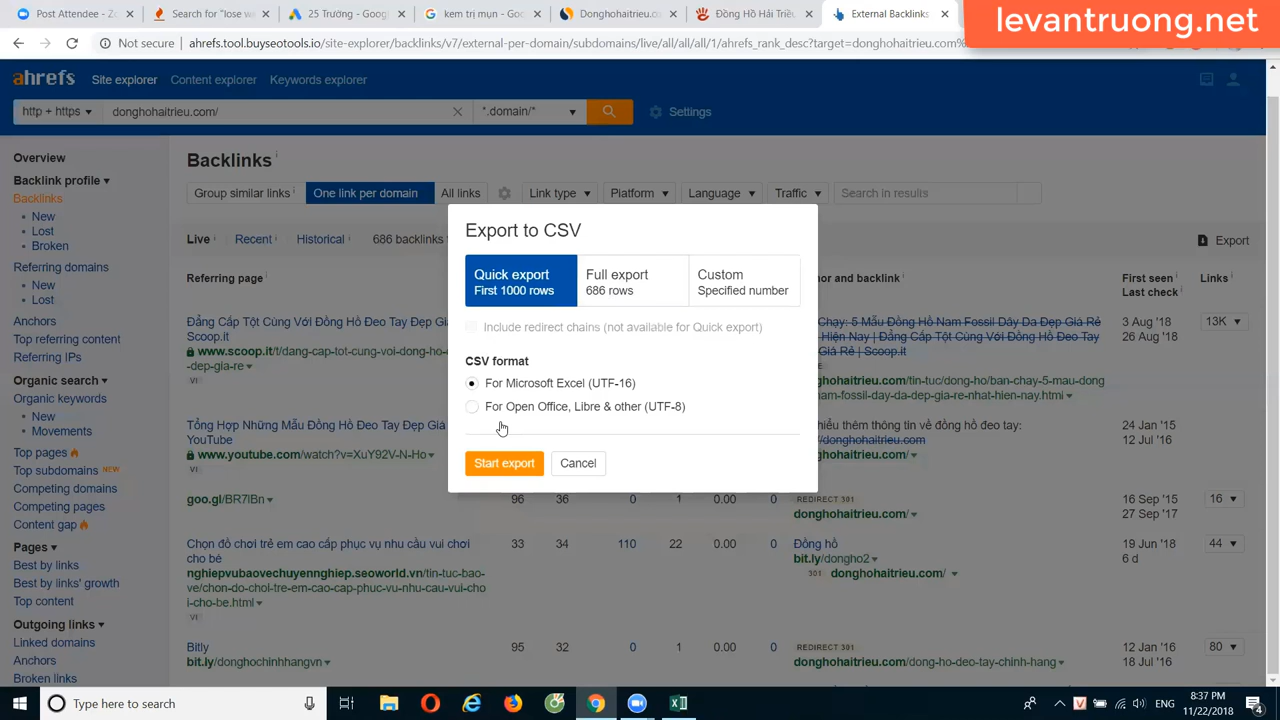 Quick Access Deal - Zo
Search for "lose w
25 Trường - Googl
kem trị mụn - Goog
Donghohaitrieu.co
Đồng Hồ Hải Triều
External Backlinks
levantruong.net
Not secure
ahrefs.tool.buyseotools.io/site-explorer/backlinks/v7/external-per-domain/subdomains/live/all/all/all/1/ahrefs_rank_desc?target=donghohaitrieu.com%
ahrefs
Site explorer
Content explorer
Keywords explorer
http + https
donghohaitrieu.com/
*.domain/*
Settings
Overview
Backlink profile
Backlinks
New
Lost
Broken
Referring domains
New
Lost
Anchors
Top referring content
Referring IPs
Organic search
Organic keywords
New
Movements
Top pages
Top subdomains NEW
Competing domains
Competing pages
Content gap
Pages
Best by links
Best by links' growth
Top content
Outgoing links
Linked domains
Anchors
Broken links
Backlinks
Group similar links
One link per domain
All links
Link type
Platform
Language
Traffic
Search in results
Live
Recent
Historical
686 backlinks
Export
Referring page
hor and backlink
First seen
Last check
Links
Export to CSV
Quick export
First 1000 rows
Full export
686 rows
Custom
Specified number
Include redirect chains (not available for Quick export)
CSV format
For Microsoft Excel (UTF-16)
For Open Office, Libre & other (UTF-8)
Start export
Cancel
Đẳng Cấp Tột Cùng Với Đồng Hồ Đeo Tay Đẹp Gi
Scoop.it
www.scoop.it/t/dang-cap-tot-cung-voi-dong-ho-
-dep-gia-re
VI
Chạy: 5 Mẫu Đồng Hồ Nam Fossil Dây Da Đẹp Giá Rẻ
Hiện Nay | Đẳng Cấp Tột Cùng Với Đồng Hồ Đeo Tay
Giá Rẻ | Scoop.it
donghohaitrieu.com/tin-tuc/dong-ho/ban-chay-5-mau-dong-
fossil-day-da-dep-gia-re-nhat-hien-nay.htm
3 Aug '18
26 Aug '18
13K
Tổng Hợp Những Mẫu Đồng Hồ Đeo Tay Đẹp G
YouTube
www.youtube.com/watch?v=XuY92V-N-Ho
hiểu thêm thông tin về đồng hồ đeo tay:
//donghohaitrieu.com
donghohaitrieu.com/
24 Jan '15
12 Jul '16
goo.gl/BR7lBn
96 36 0 1 0.00 0
REDIRECT 301
donghohaitrieu.com/
16 Sep '15
27 Sep '17
16
Chọn đồ chơi trẻ em cao cấp phục vụ nhu cầu vui chơi
cho bé
nghiepvubaovechuyennghiep.seoworld.vn/tin-tuc-bao-
ve/chon-do-choi-tre-em-cao-cap-phuc-vu-nhu-cau-vui-cho
i-cho-be.html
VI
33 34 110 22 0.00 0
Đồng hồ
bit.ly/dongho2
301 donghohaitrieu.com/
19 Jun '18
6 d
44
Bitly
bit.ly/donghochinhhangvn
95 32 0 1 0.00 0
REDIRECT 301
donghohaitrieu.com/dong-ho-deo-tay-chinh-hang
12 Jan '16
18 Jul '16
80
Type here to search
ENG
8:37 PM
11/22/2018
4